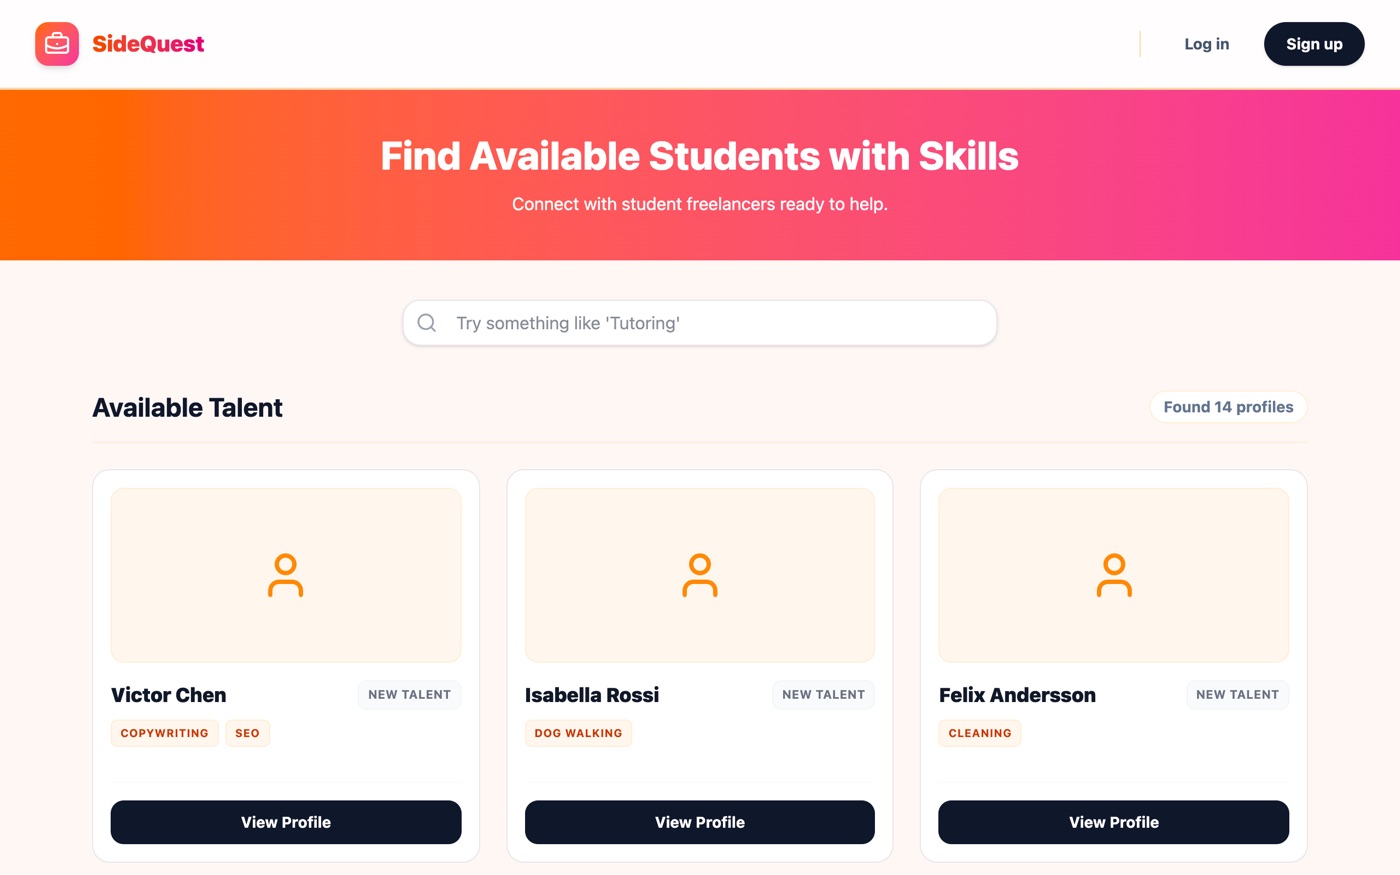 SideQuest
Log in
Sign up
Find Available Students with Skills
Connect with student freelancers ready to help.
Try something like 'Tutoring'
Available Talent
Found 14 profiles
Victor Chen
NEW TALENT
COPYWRITING
SEO
View Profile
Isabella Rossi
NEW TALENT
DOG WALKING
View Profile
Felix Andersson
NEW TALENT
CLEANING
View Profile